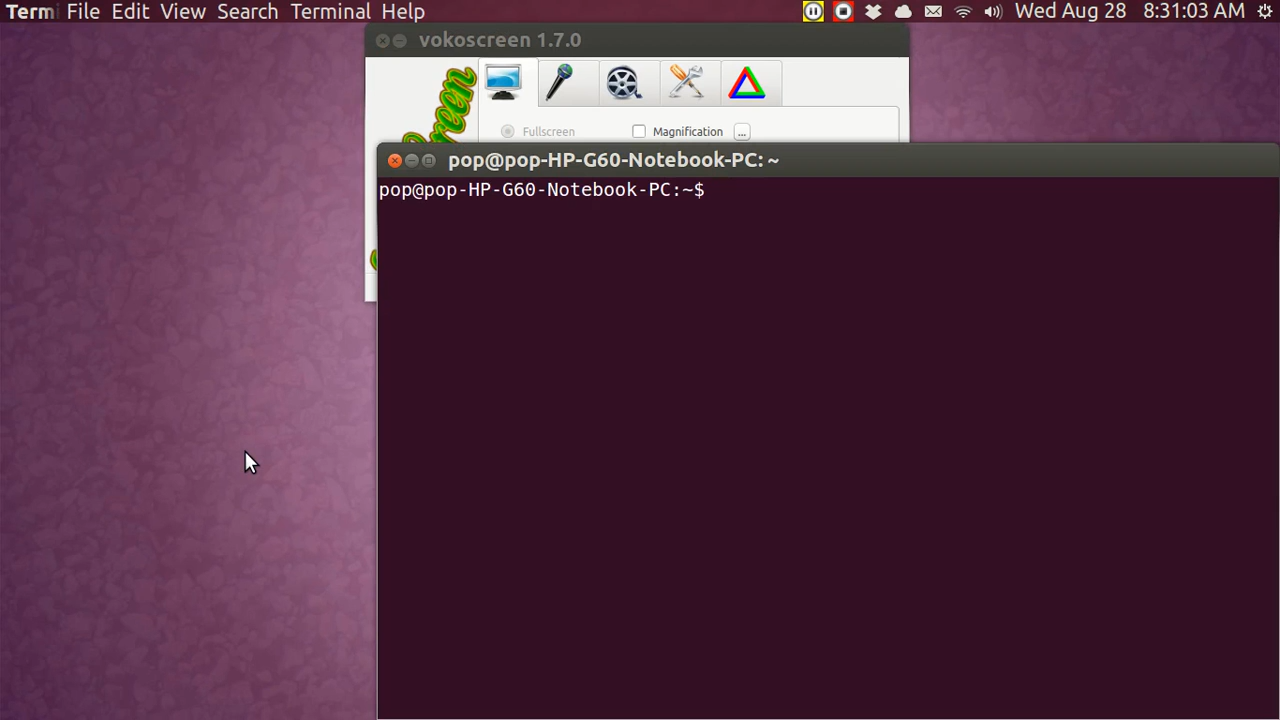 Termi File Edit View Search Terminal Help Wed Aug 28 8:31:03 AM
vokoscreen 1.7.0
Fullscreen Magnification ...
pop@pop-HP-G60-Notebook-PC: ~
pop@pop-HP-G60-Notebook-PC:~$